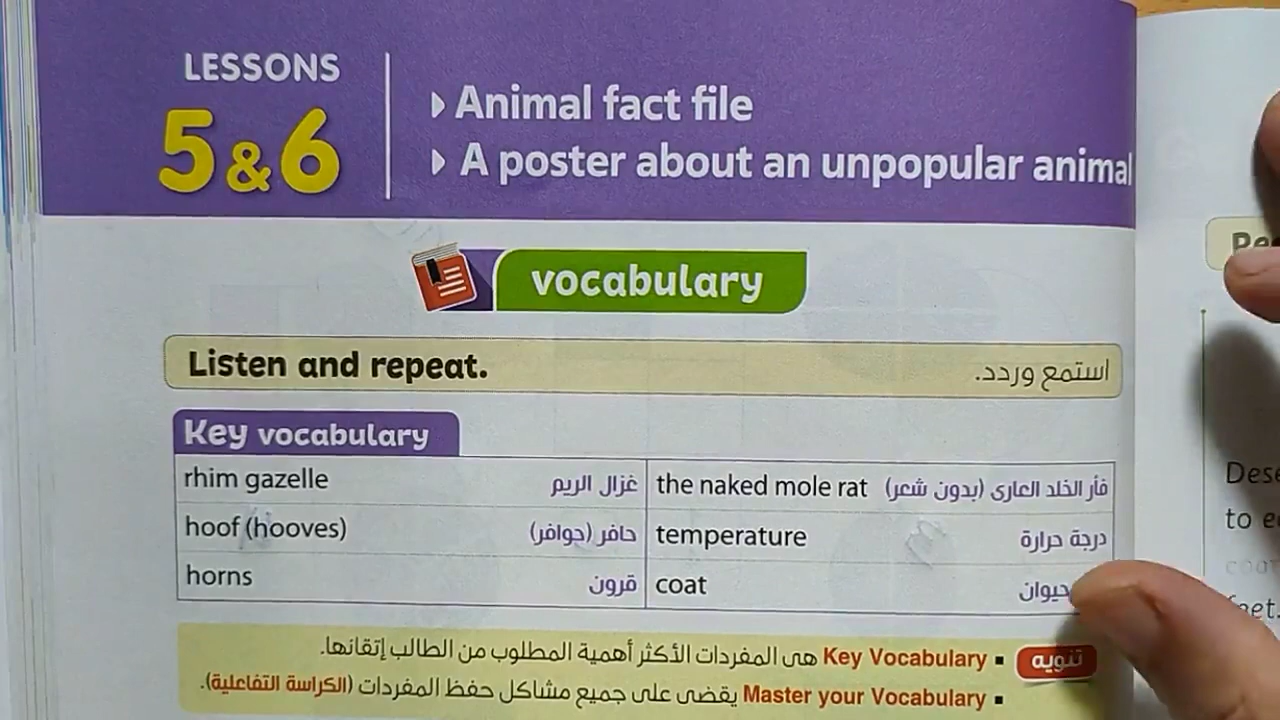 LESSONS
5&6
Animal fact file
A poster about an unpopular animal
vocabulary
Listen and repeat.
استمع وردد.
Key vocabulary
rhim gazelle غزال الريم
the naked mole rat فأر الخلد العارى (بدون شعر)
hoof (hooves) حافر (حوافر)
temperature درجة حرارة
horns قرون
coat حيوان
تنويه
Key Vocabulary هى المفردات الأكثر أهمية المطلوب من الطالب إتقانها.
Master your Vocabulary يقضى على جميع مشاكل حفظ المفردات (الكراسة التفاعلية).
to